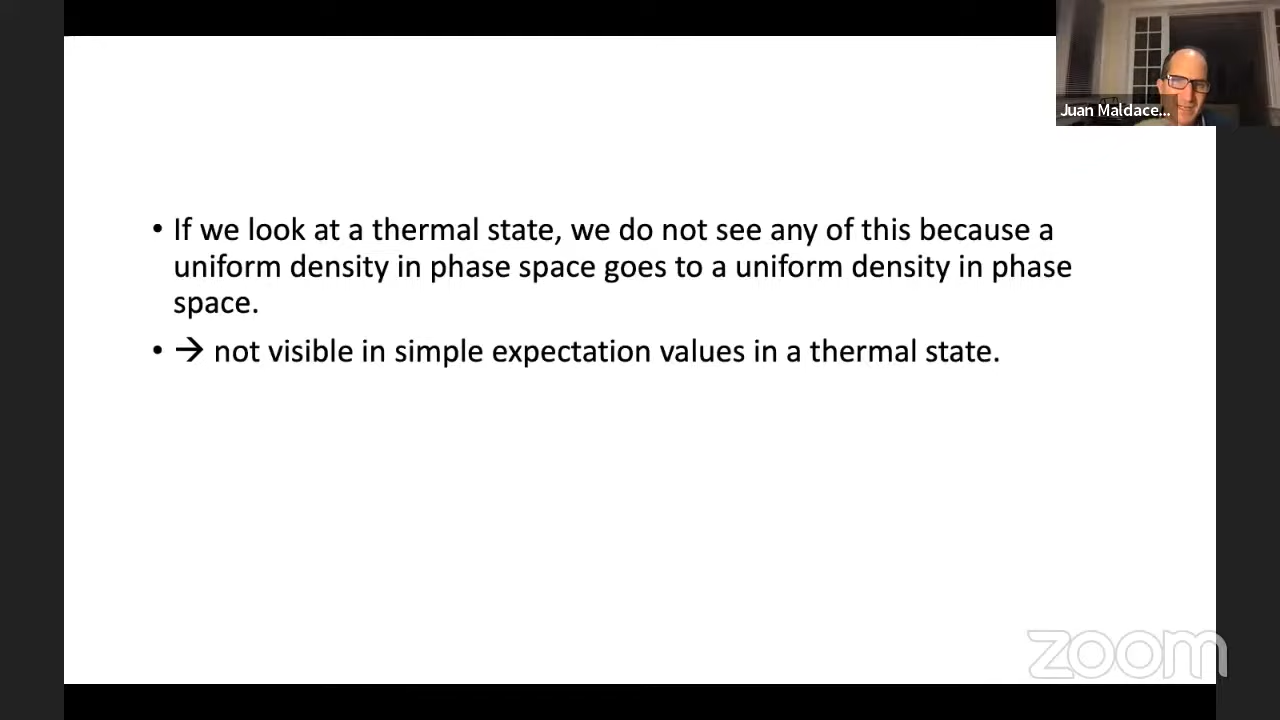 Juan Maldace...
• If we look at a thermal state, we do not see any of this because a
uniform density in phase space goes to a uniform density in phase
space.
• → not visible in simple expectation values in a thermal state.
zoom